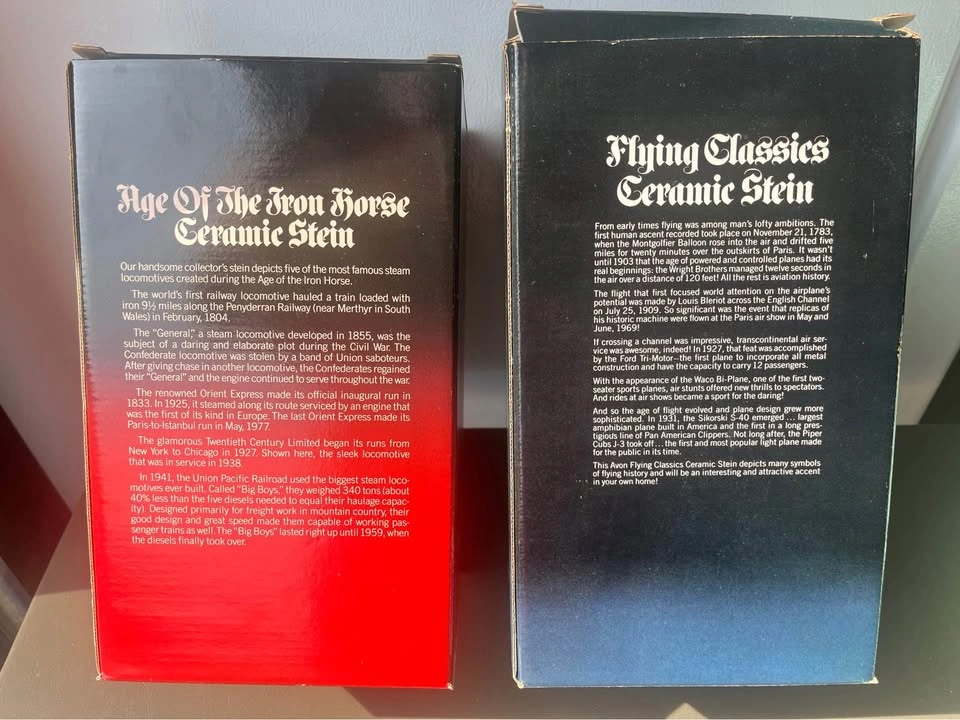 Age Of The Iron Horse
Ceramic Stein
Our handsome collector's stein depicts five of the most famous steam
locomotives created during the Age of the Iron Horse.
The world's first railway locomotive hauled a train loaded with
iron 9½ miles along the Penyderran Railway (near Merthyr in South
Wales) in February, 1804.
The "General," a steam locomotive developed in 1855, was the
subject of a daring and elaborate plot during the Civil War. The
Confederate locomotive was stolen by a band of Union saboteurs.
After giving chase in another locomotive, the Confederates regained
their "General" and the engine continued to serve throughout the war.
The renowned Orient Express made its official inaugural run in
1833. In 1925, it steamed along its route serviced by an engine that
was the first of its kind in Europe. The last Orient Express made its
Paris-to-Istanbul run in May, 1977.
The glamorous Twentieth Century Limited began its runs from
New York to Chicago in 1927. Shown here, the sleek locomotive
that was in service in 1938.
In 1941, the Union Pacific Railroad used the biggest steam loco-
motives ever built. Called "Big Boys," they weighed 340 tons (about
40% less than the five diesels needed to equal their haulage capac-
ity). Designed primarily for freight work in mountain country, their
good design and great speed made them capable of working pas-
senger trains as well. The "Big Boys" lasted right up until 1959, when
the diesels finally took over.
Flying Classics
Ceramic Stein
From early times flying was among man's lofty ambitions. The
first human ascent recorded took place on November 21, 1783,
when the Montgolfier Balloon rose into the air and drifted five
miles for twenty minutes over the outskirts of Paris. It wasn't
until 1903 that the age of powered and controlled planes had its
real beginnings: the Wright Brothers managed twelve seconds in
the air over a distance of 120 feet! All the rest is aviation history.
The flight that first focused world attention on the airplane's
potential was made by Louis Bleriot across the English Channel
on July 25, 1909. So significant was the event that replicas of
his historic machine were flown at the Paris air show in May and
June, 1969!
If crossing a channel was impressive, transcontinental air ser-
vice was awesome, indeed! In 1927, that feat was accomplished
by the Ford Tri-Motor—the first plane to incorporate all metal
construction and have the capacity to carry 12 passengers.
With the appearance of the Waco Bi-Plane, one of the first two-
seater sports planes, air stunts offered new thrills to spectators.
And rides at air shows became a sport for the daring!
And so the age of flight evolved and plane design grew more
sophisticated. In 1931, the Sikorski S-40 emerged ... largest
amphibian plane built in America and the first in a long pres-
tigious line of Pan American Clippers. Not long after, the Piper
Cubs J-3 took off ... the first and most popular light plane made
for the public in its time.
This Avon Flying Classics Ceramic Stein depicts many symbols
of flying history and will be an interesting and attractive accent
in your own home!